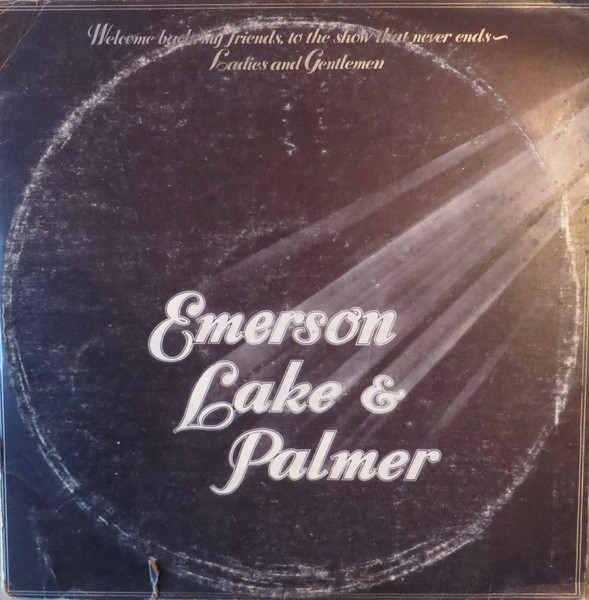 Welcome back my friends, to the show that never ends~
Ladies and Gentlemen
Emerson
Lake &
Palmer